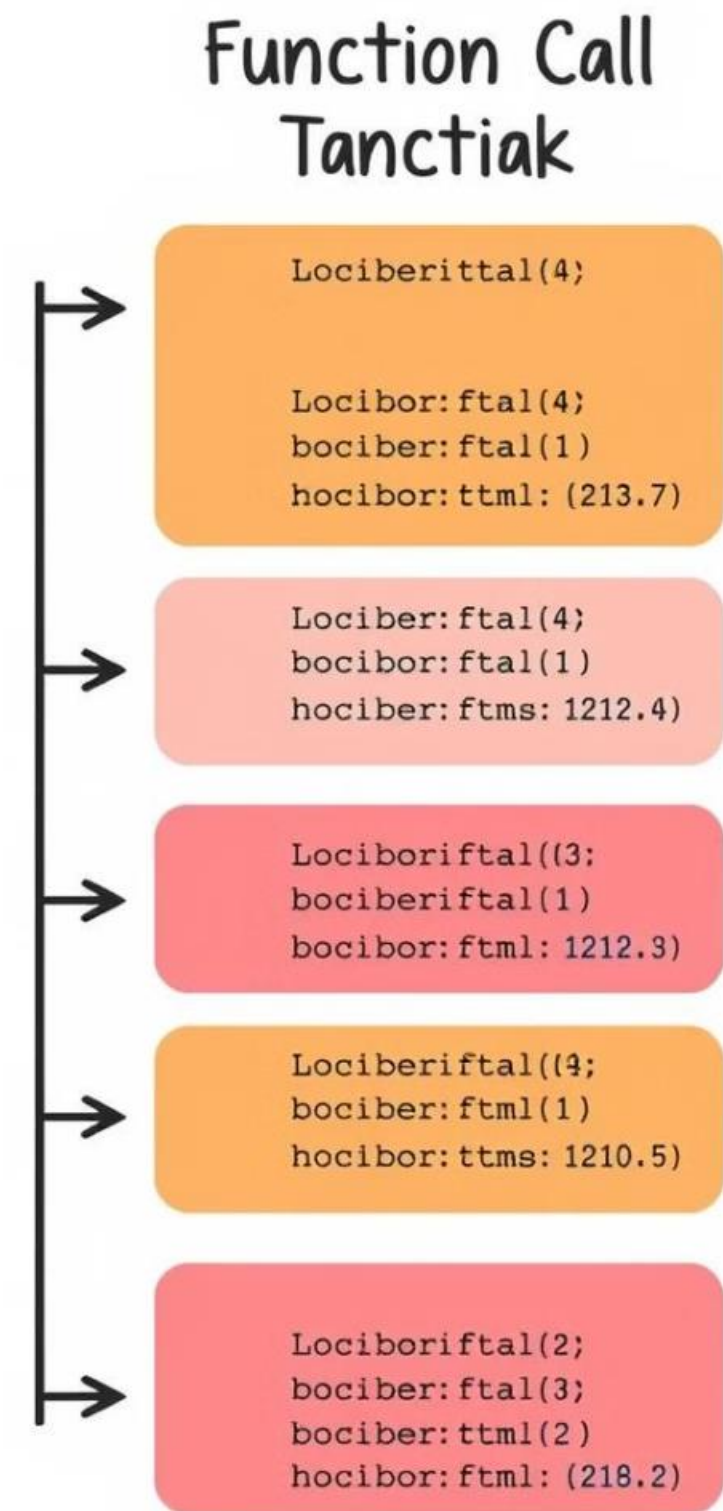 Function Call
Tanctiak
Lociberittal(4;
Locibor:ftal(4;
bociber:ftal(1)
hocibor:ttml: (213.7)
Lociber:ftal(4;
bocibor:ftal(1)
hociber:ftms: 1212.4)
Lociboriftal((3:
bociberiftal(1)
bocibor:ftml: 1212.3)
Lociberiftal((4;
bociber:ftml(1)
hocibor:ttms: 1210.5)
Lociboriftal(2;
bociber:ftal(3;
bociber:ttml(2)
hocibor:ftml: (218.2)